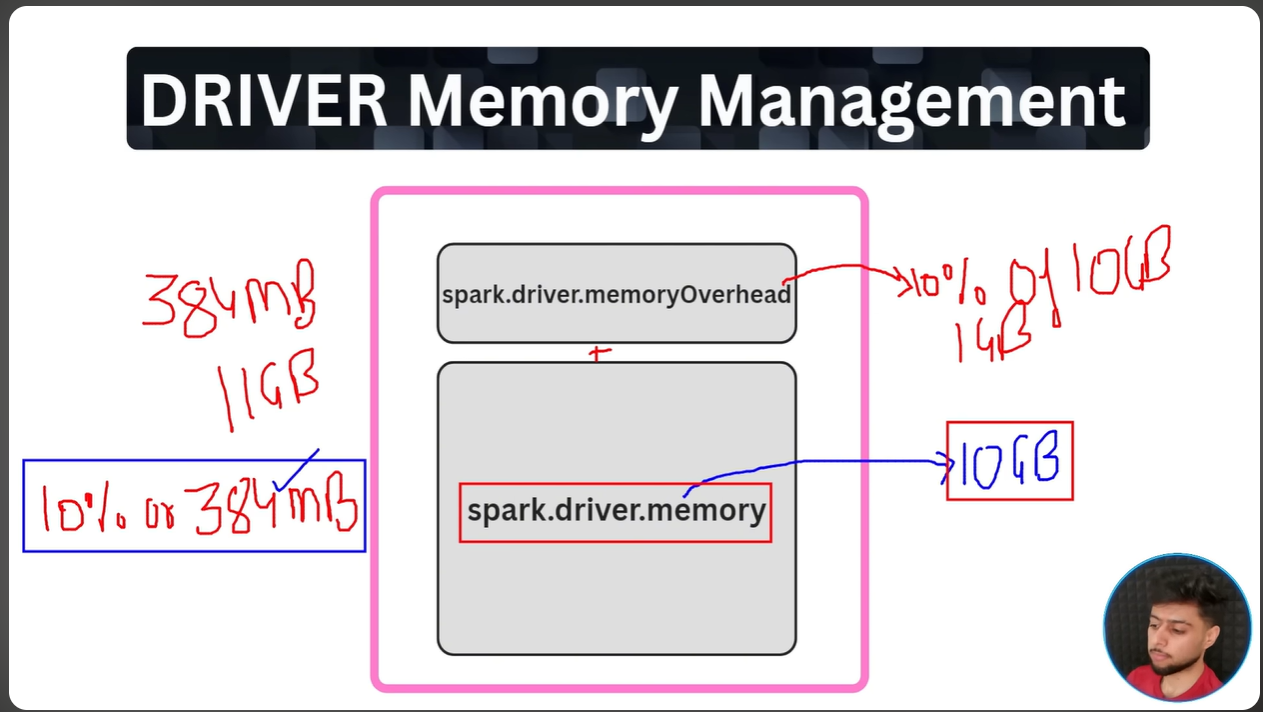 DRIVER Memory Management
384MB
11GB
10% or 384MB
spark.driver.memoryOverhead
+
spark.driver.memory
10% of 10GB
1GB
10GB